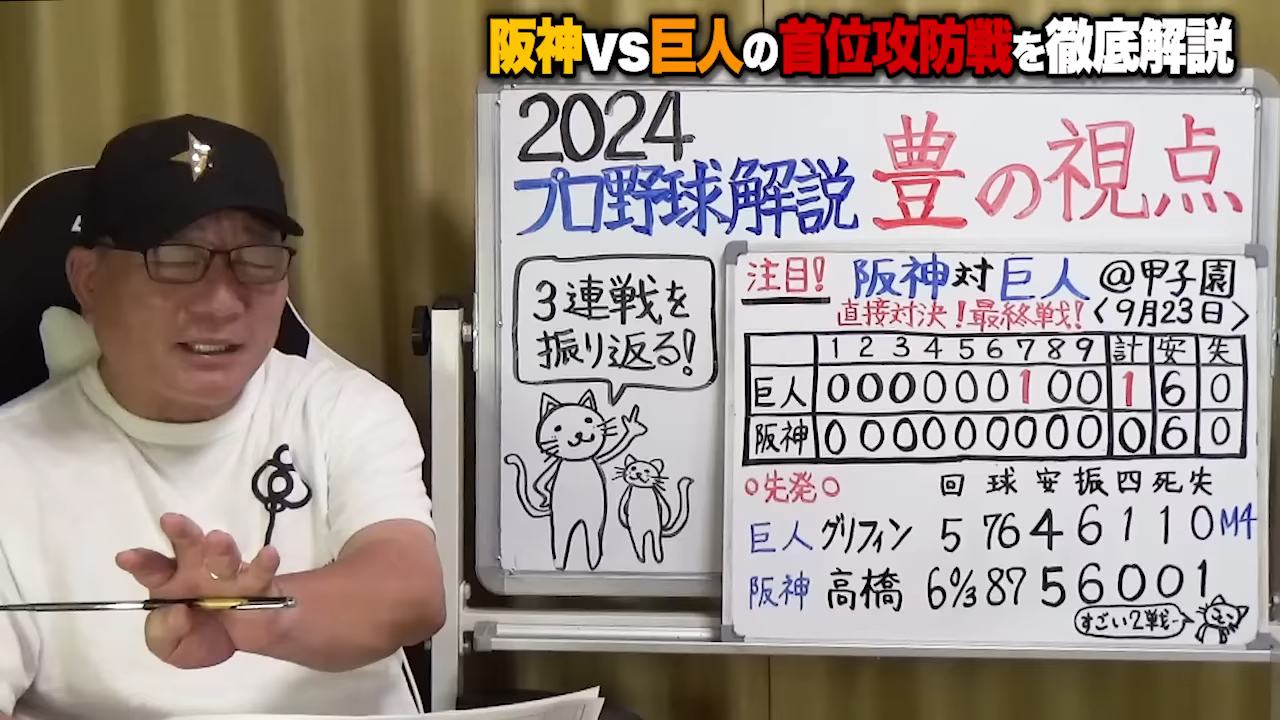 阪神vs巨人の首位攻防戦を徹底解説
2024
プロ野球解説 豊の視点
3連戦を
振り返る!
注目! 阪神対巨人 @甲子園
直接対決!最終戦! <9月23日>
1 2 3 4 5 6 7 8 9 計 安 失
巨人 0 0 0 0 0 0 1 0 0 1 6 0
阪神 0 0 0 0 0 0 0 0 0 0 6 0
○先発○ 回 球 安 振 四 死 失
巨人 グリフィン 5 76 4 6 1 1 0 M4
阪神 高橋 6 0/3 87 5 6 0 0 1
すごい2戦